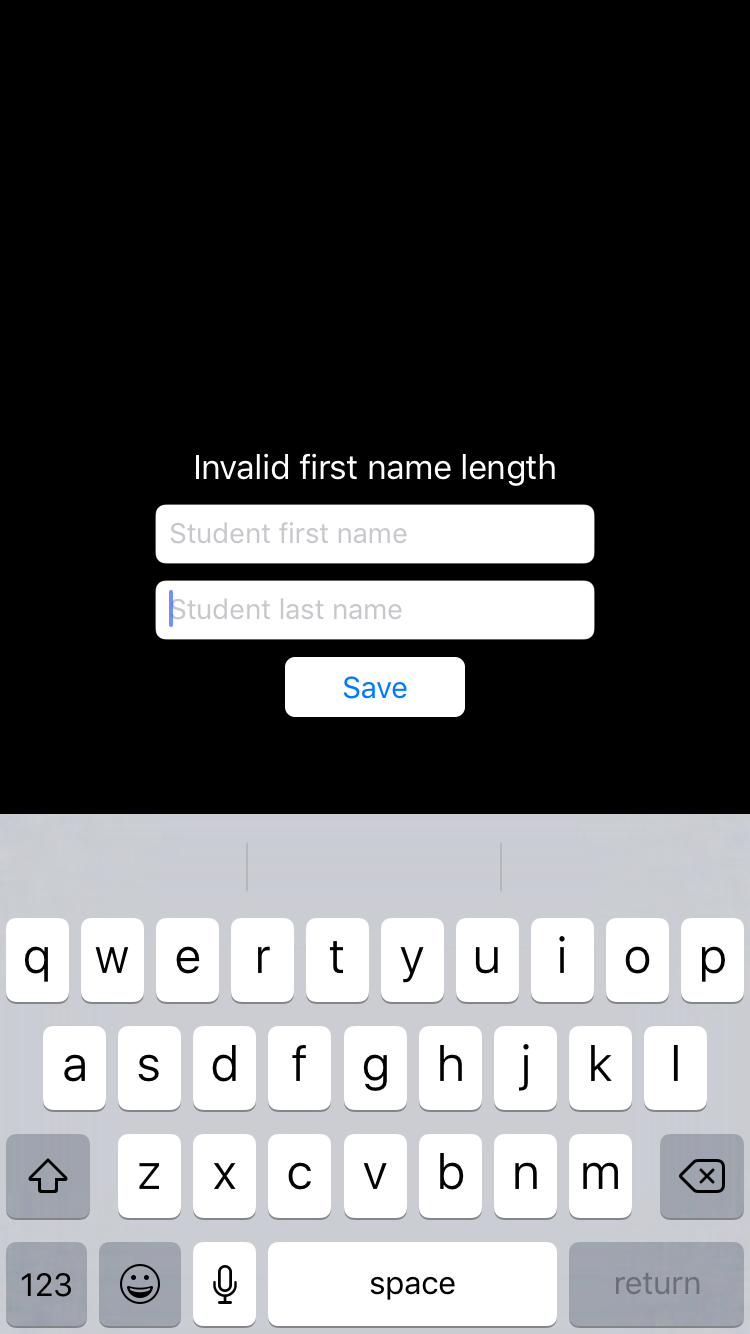 Invalid first name length
Student first name
Student last name
Save
q w e r t y u i o p
a s d f g h j k l
z x c v b n m
123 space return